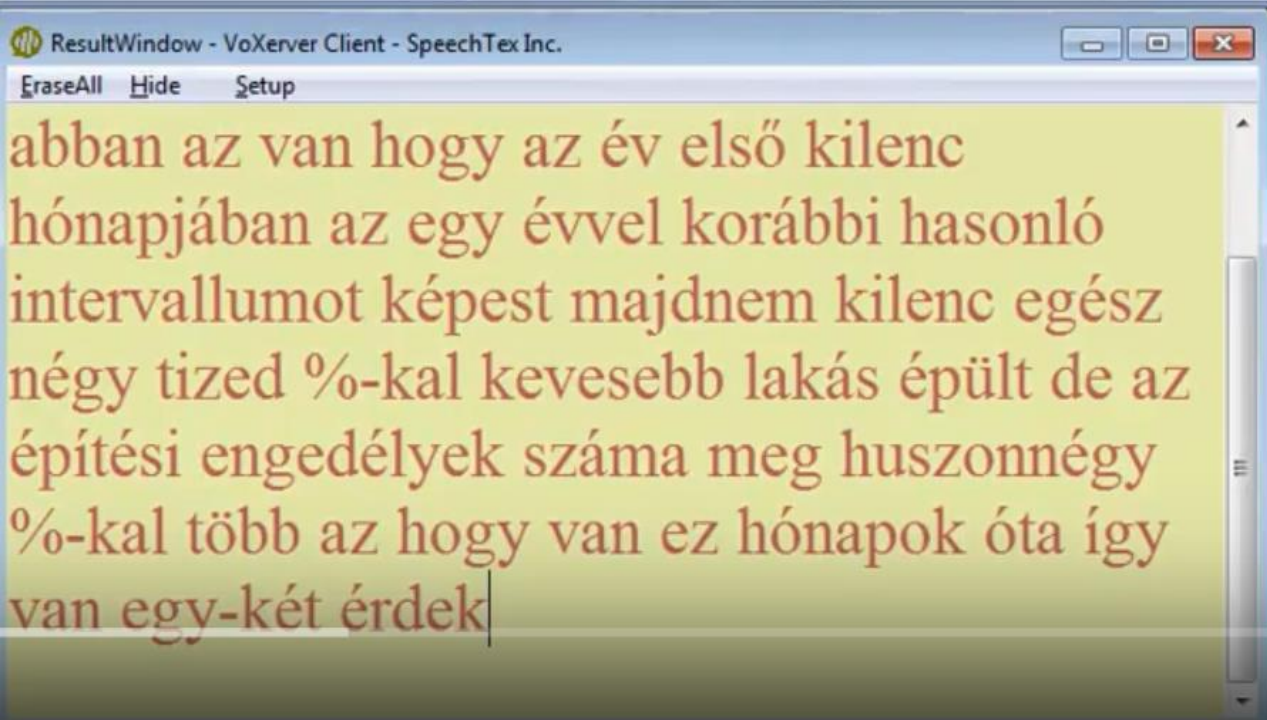 ResultWindow - VoXerver Client - SpeechTex Inc.
EraseAll Hide Setup
abban az van hogy az év első kilenc
hónapjában az egy évvel korábbi hasonló
intervallumot képest majdnem kilenc egész
négy tized %-kal kevesebb lakás épült de az
építési engedélyek száma meg huszonnégy
%-kal több az hogy van ez hónapok óta így
van egy-két érdek